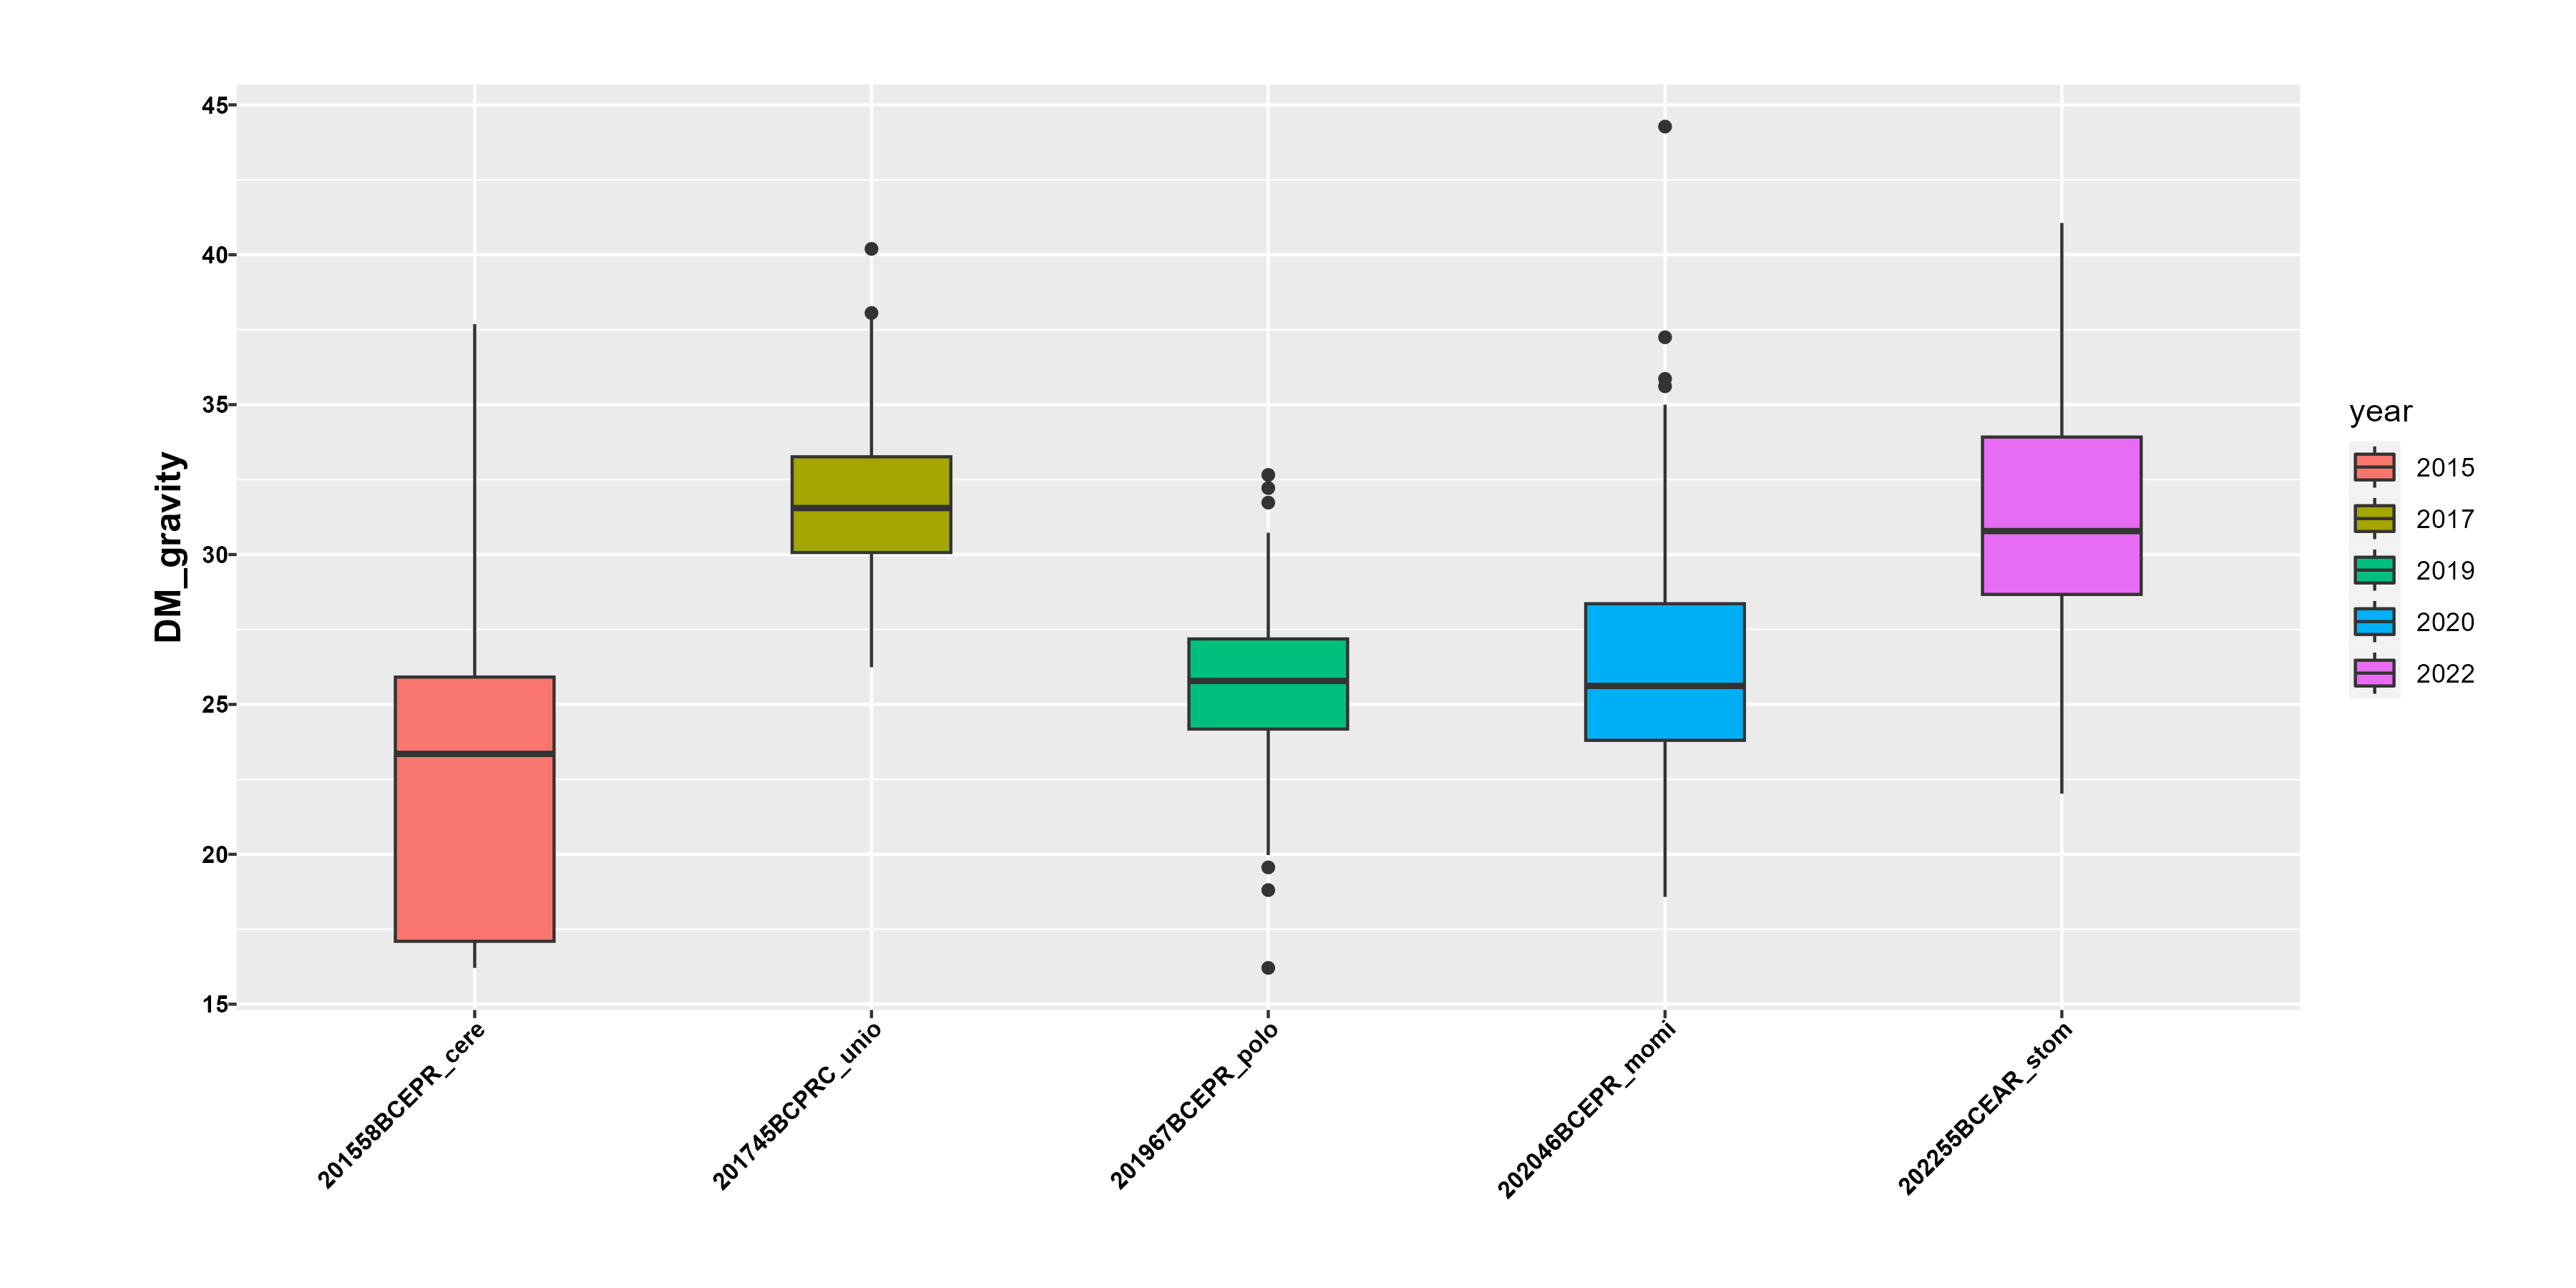 45
40
35
30
25
20
15
DM_gravity
201558BCEPR_cere
201745BCPRC_unio
201967BCEPR_polo
202046BCEPR_momi
202255BCEAR_stom
year
2015
2017
2019
2020
2022